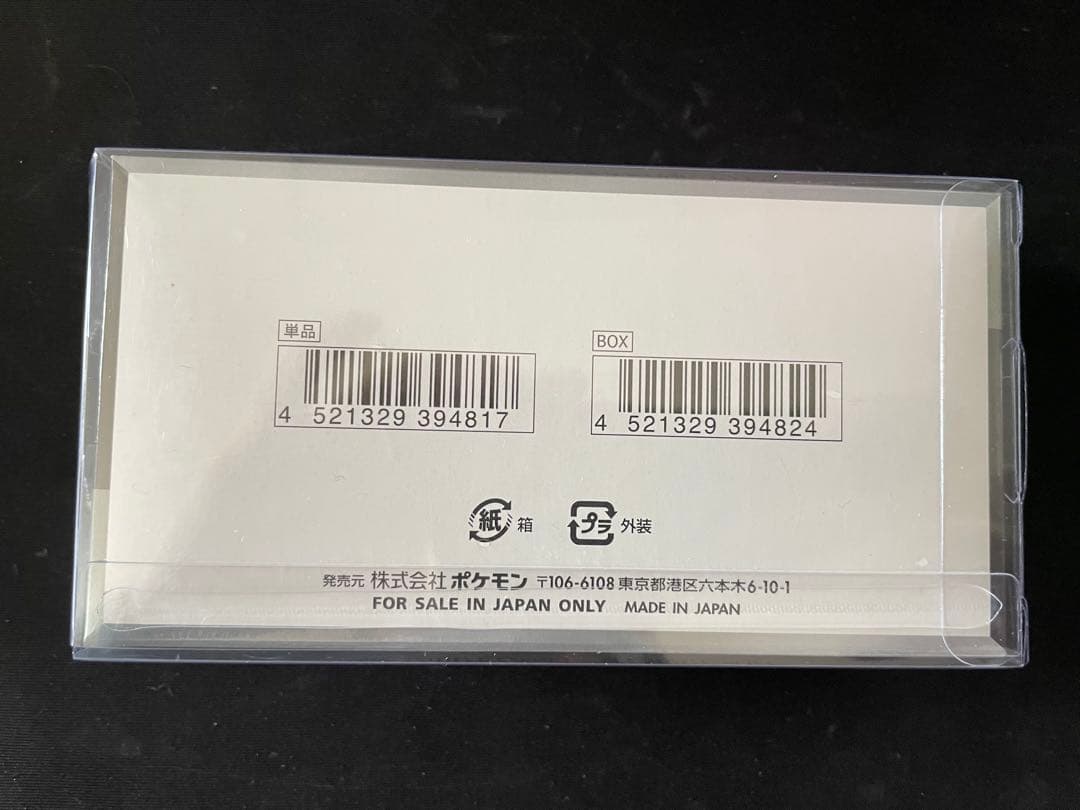 単品
4 521329 394817
BOX
4 521329 394824
紙 箱
プラ 外装
発売元 株式会社ポケモン 〒106-6108 東京都港区六本木6-10-1
FOR SALE IN JAPAN ONLY MADE IN JAPAN